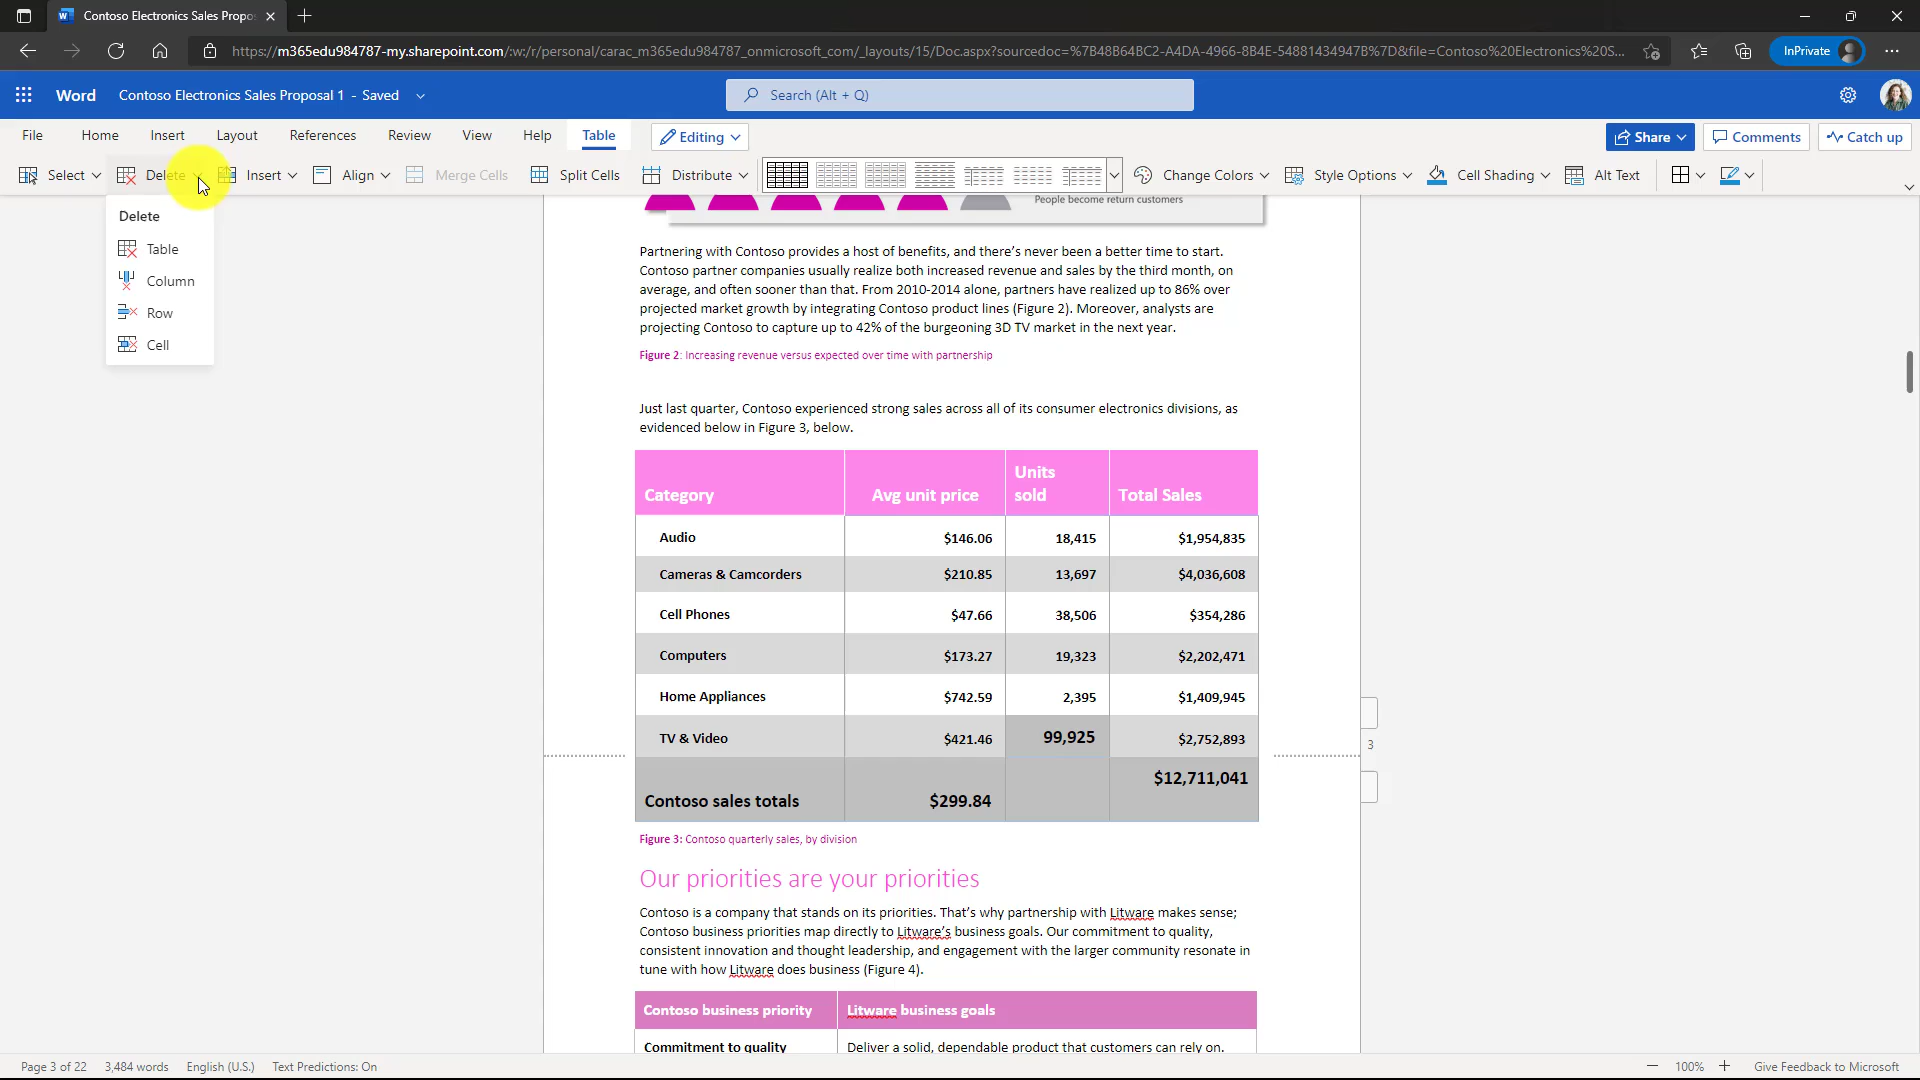 Contoso Electronics Sales Propo
https://m365edu984787-my.sharepoint.com/:w:/r/personal/carac_m365edu984787_onmicrosoft_com/_layouts/15/Doc.aspx?sourcedoc=%7B48B64BC2-A4DA-4966-8B4E-54881434947B%7D&file=Contoso%20Electronics%20S...
InPrivate
Word Contoso Electronics Sales Proposal 1 - Saved
Search (Alt + Q)
File Home Insert Layout References Review View Help Table Editing Share Comments Catch up
Select Delete Insert Align Merge Cells Split Cells Distribute Change Colors Style Options Cell Shading Alt Text
Delete
Table
Column
Row
Cell
People become return customers
Partnering with Contoso provides a host of benefits, and there's never been a better time to start.
Contoso partner companies usually realize both increased revenue and sales by the third month, on
average, and often sooner than that. From 2010-2014 alone, partners have realized up to 86% over
projected market growth by integrating Contoso product lines (Figure 2). Moreover, analysts are
projecting Contoso to capture up to 42% of the burgeoning 3D TV market in the next year.
Figure 2: Increasing revenue versus expected over time with partnership
Just last quarter, Contoso experienced strong sales across all of its consumer electronics divisions, as
evidenced below in Figure 3, below.
Category Avg unit price Units sold Total Sales
Audio $146.06 18,415 $1,954,835
Cameras & Camcorders $210.85 13,697 $4,036,608
Cell Phones $47.66 38,506 $354,286
Computers $173.27 19,323 $2,202,471
Home Appliances $742.59 2,395 $1,409,945
TV & Video $421.46 99,925 $2,752,893
3
Contoso sales totals $299.84 $12,711,041
Figure 3: Contoso quarterly sales, by division
Our priorities are your priorities
Contoso is a company that stands on its priorities. That's why partnership with Litware makes sense;
Contoso business priorities map directly to Litware's business goals. Our commitment to quality,
consistent innovation and thought leadership, and engagement with the larger community resonate in
tune with how Litware does business (Figure 4).
Contoso business priority Litware business goals
Commitment to quality Deliver a solid, dependable product that customers can rely on.
Page 3 of 22 3,484 words English (U.S.) Text Predictions: On 100% Give Feedback to Microsoft